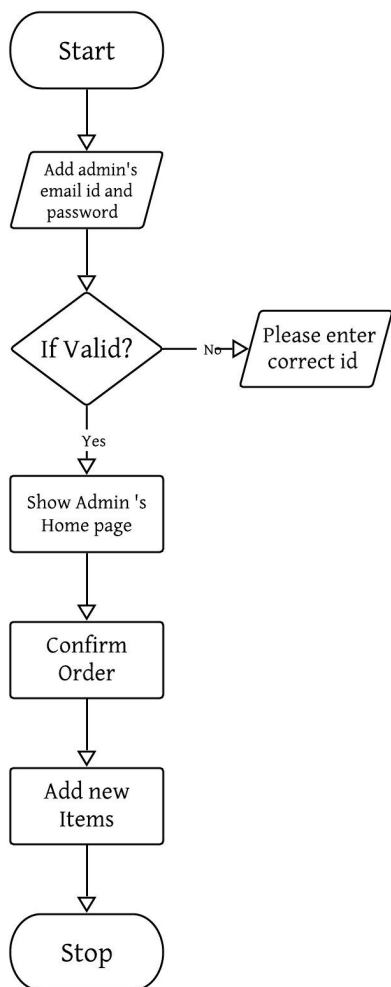 Start
Add admin's
email id and
password
If Valid?
No
Please enter
correct id
Yes
Show Admin 's
Home page
Confirm
Order
Add new
Items
Stop